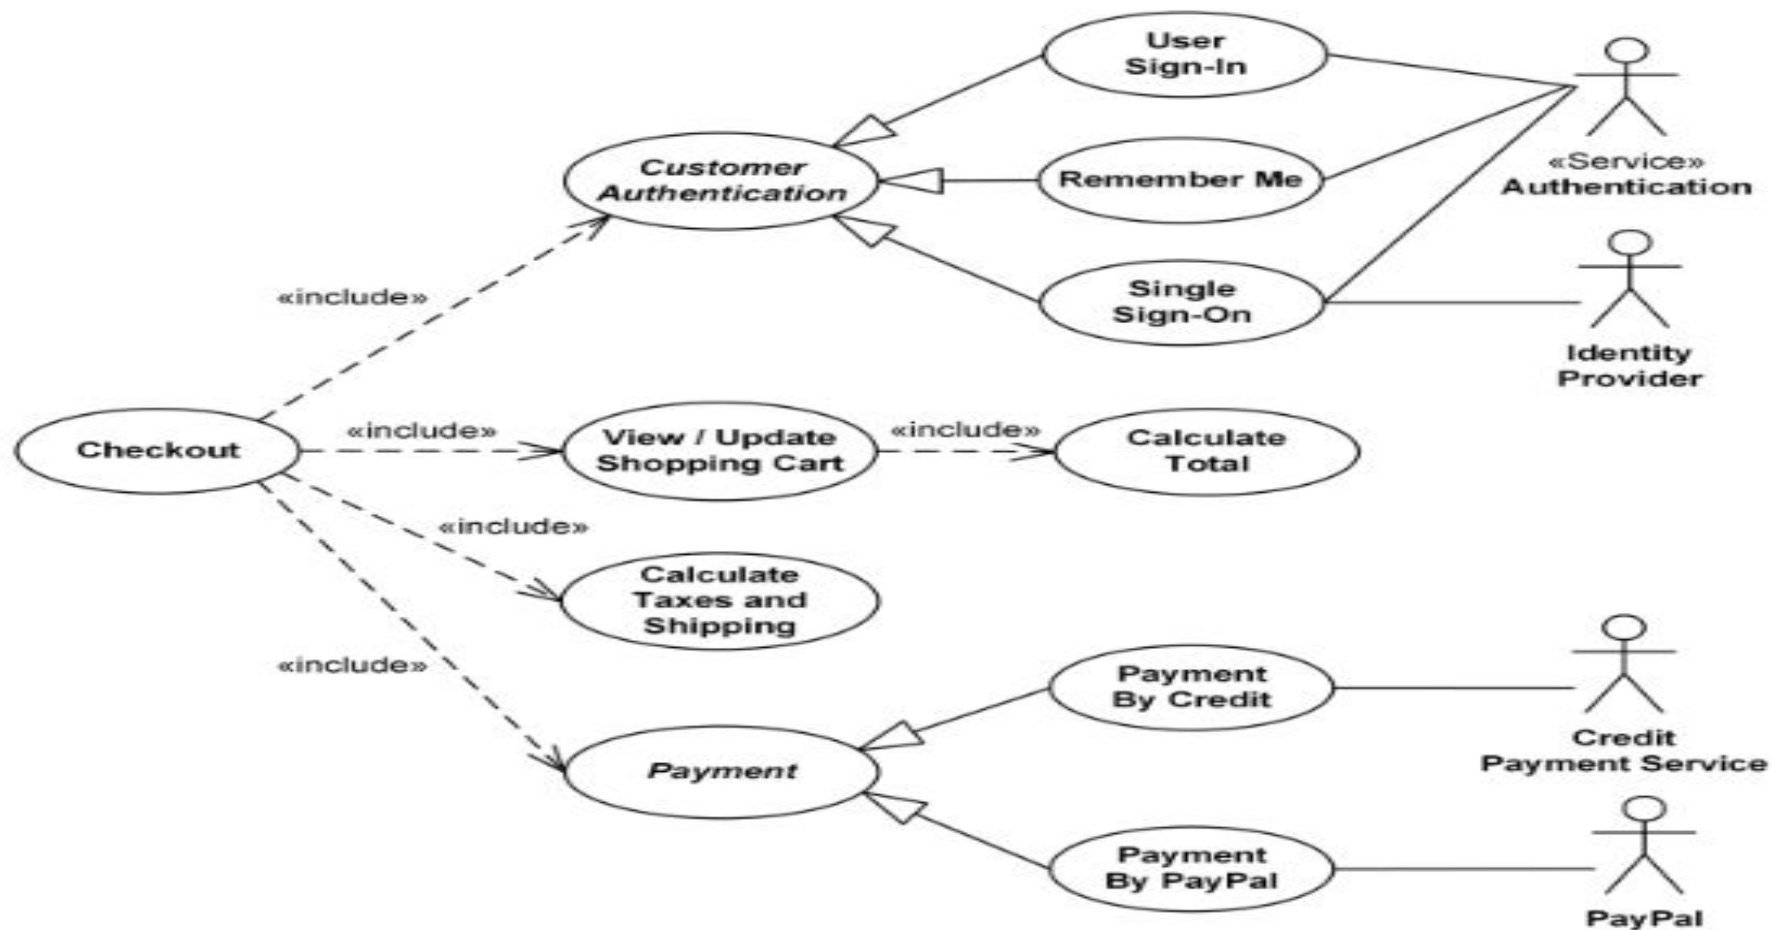 User
Sign-In
«Service»
Authentication
Customer
Authentication
Remember Me
Single
Sign-On
Identity
Provider
«include»
Checkout
«include»
View / Update
Shopping Cart
«include»
Calculate
Total
«include»
Calculate
Taxes and
Shipping
«include»
Payment
By Credit
Credit
Payment Service
Payment
Payment
By PayPal
PayPal